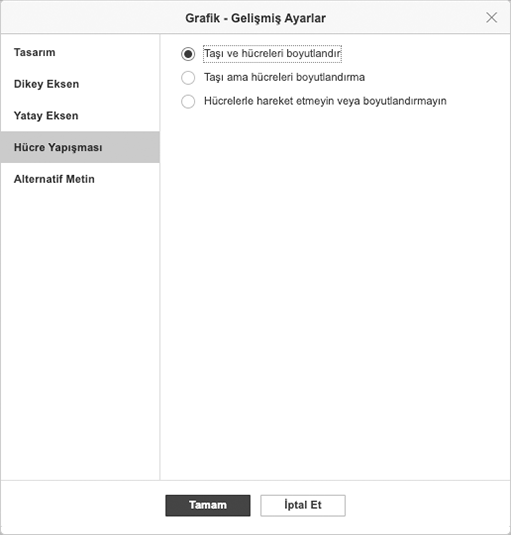 Grafik - Gelişmiş Ayarlar
Tasarım
Dikey Eksen
Yatay Eksen
Hücre Yapışması
Alternatif Metin
Taşı ve hücreleri boyutlandır
Taşı ama hücreleri boyutlandırma
Hücrelerle hareket etmeyin veya boyutlandırmayın
Tamam
İptal Et